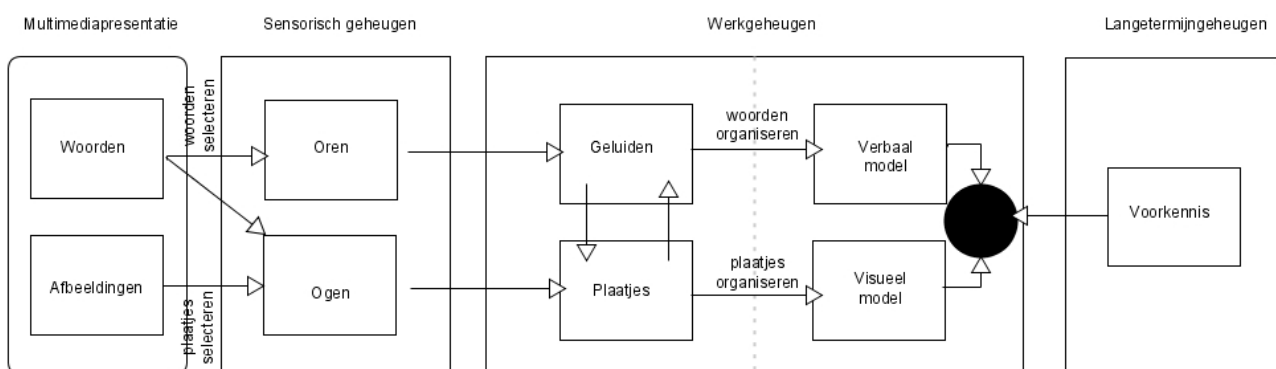 Multimediapresentatie
Sensorisch geheugen
Werkgeheugen
Langetermijngeheugen
Woorden
woorden
selecteren
Oren
Geluiden
woorden
organiseren
Verbaal
model
Voorkennis
Afbeeldingen
plaatjes
selecteren
Ogen
Plaatjes
plaatjes
organiseren
Visueel
model